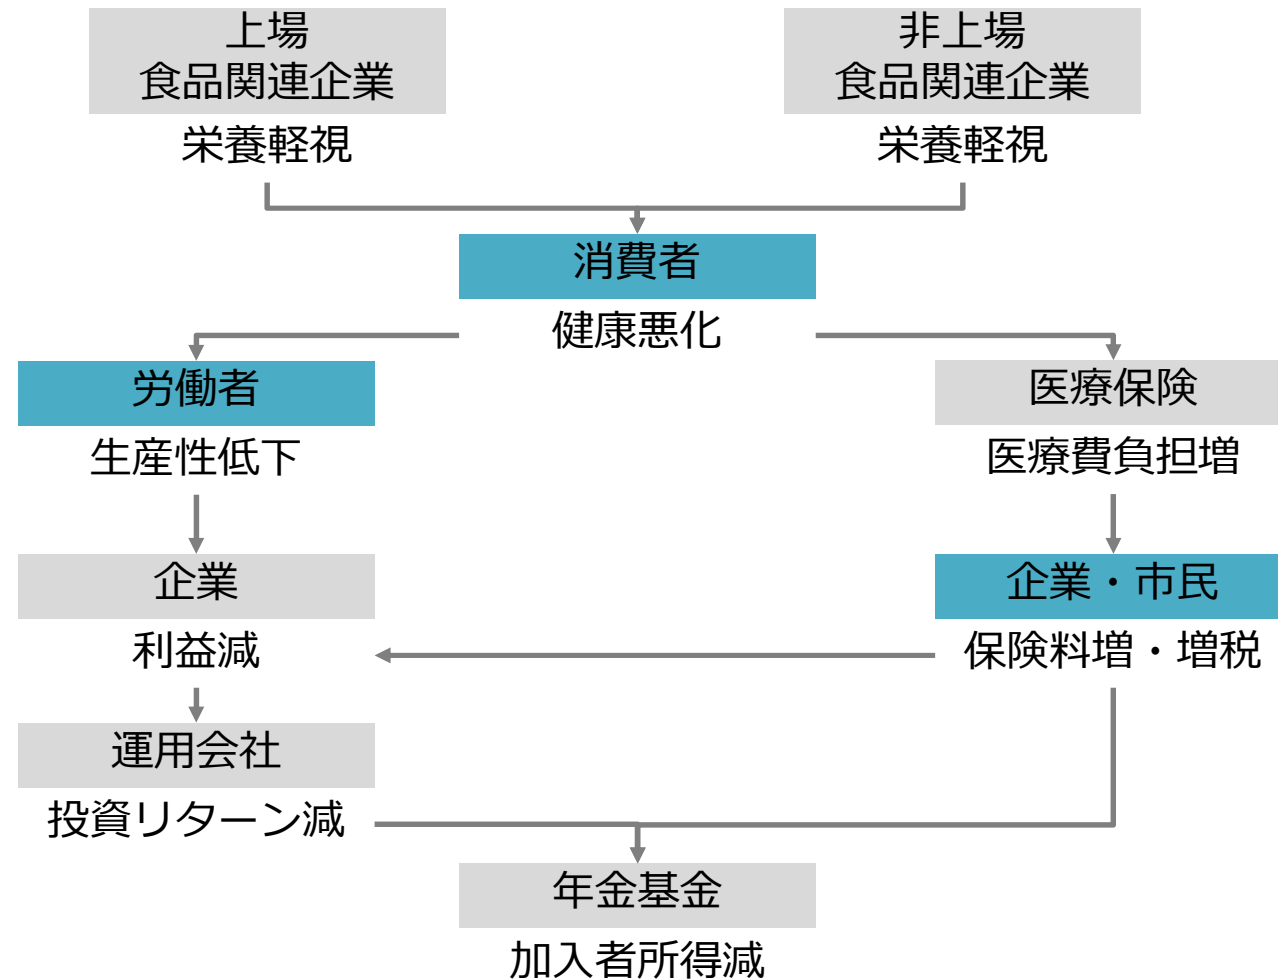 上場
食品関連企業
栄養軽視
非上場
食品関連企業
栄養軽視
消費者
健康悪化
労働者
生産性低下
医療保険
医療費負担増
企業
利益減
企業・市民
保険料増・増税
運用会社
投資リターン減
年金基金
加入者所得減